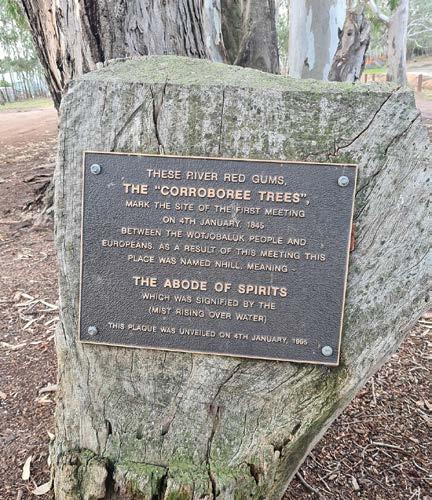 THESE RIVER RED GUMS,
THE "CORROBOREE TREES",
MARK THE SITE OF THE FIRST MEETING
ON 4TH JANUARY, 1845
BETWEEN THE WOTJOBALUK PEOPLE AND
EUROPEANS. AS A RESULT OF THIS MEETING THIS
PLACE WAS NAMED NHILL, MEANING -
THE ABODE OF SPIRITS
WHICH WAS SIGNIFIED BY THE
(MIST RISING OVER WATER)
THIS PLAQUE WAS UNVEILED ON 4TH JANUARY, 1995